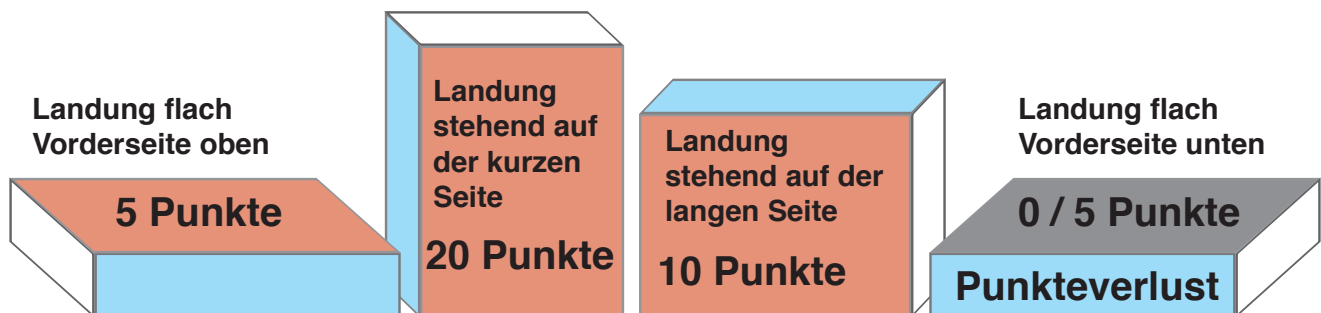 Landung flach
Vorderseite oben
5 Punkte
Landung
stehend auf
der kurzen
Seite
20 Punkte
Landung
stehend auf der
langen Seite
10 Punkte
Landung flach
Vorderseite unten
0 / 5 Punkte
Punkteverlust